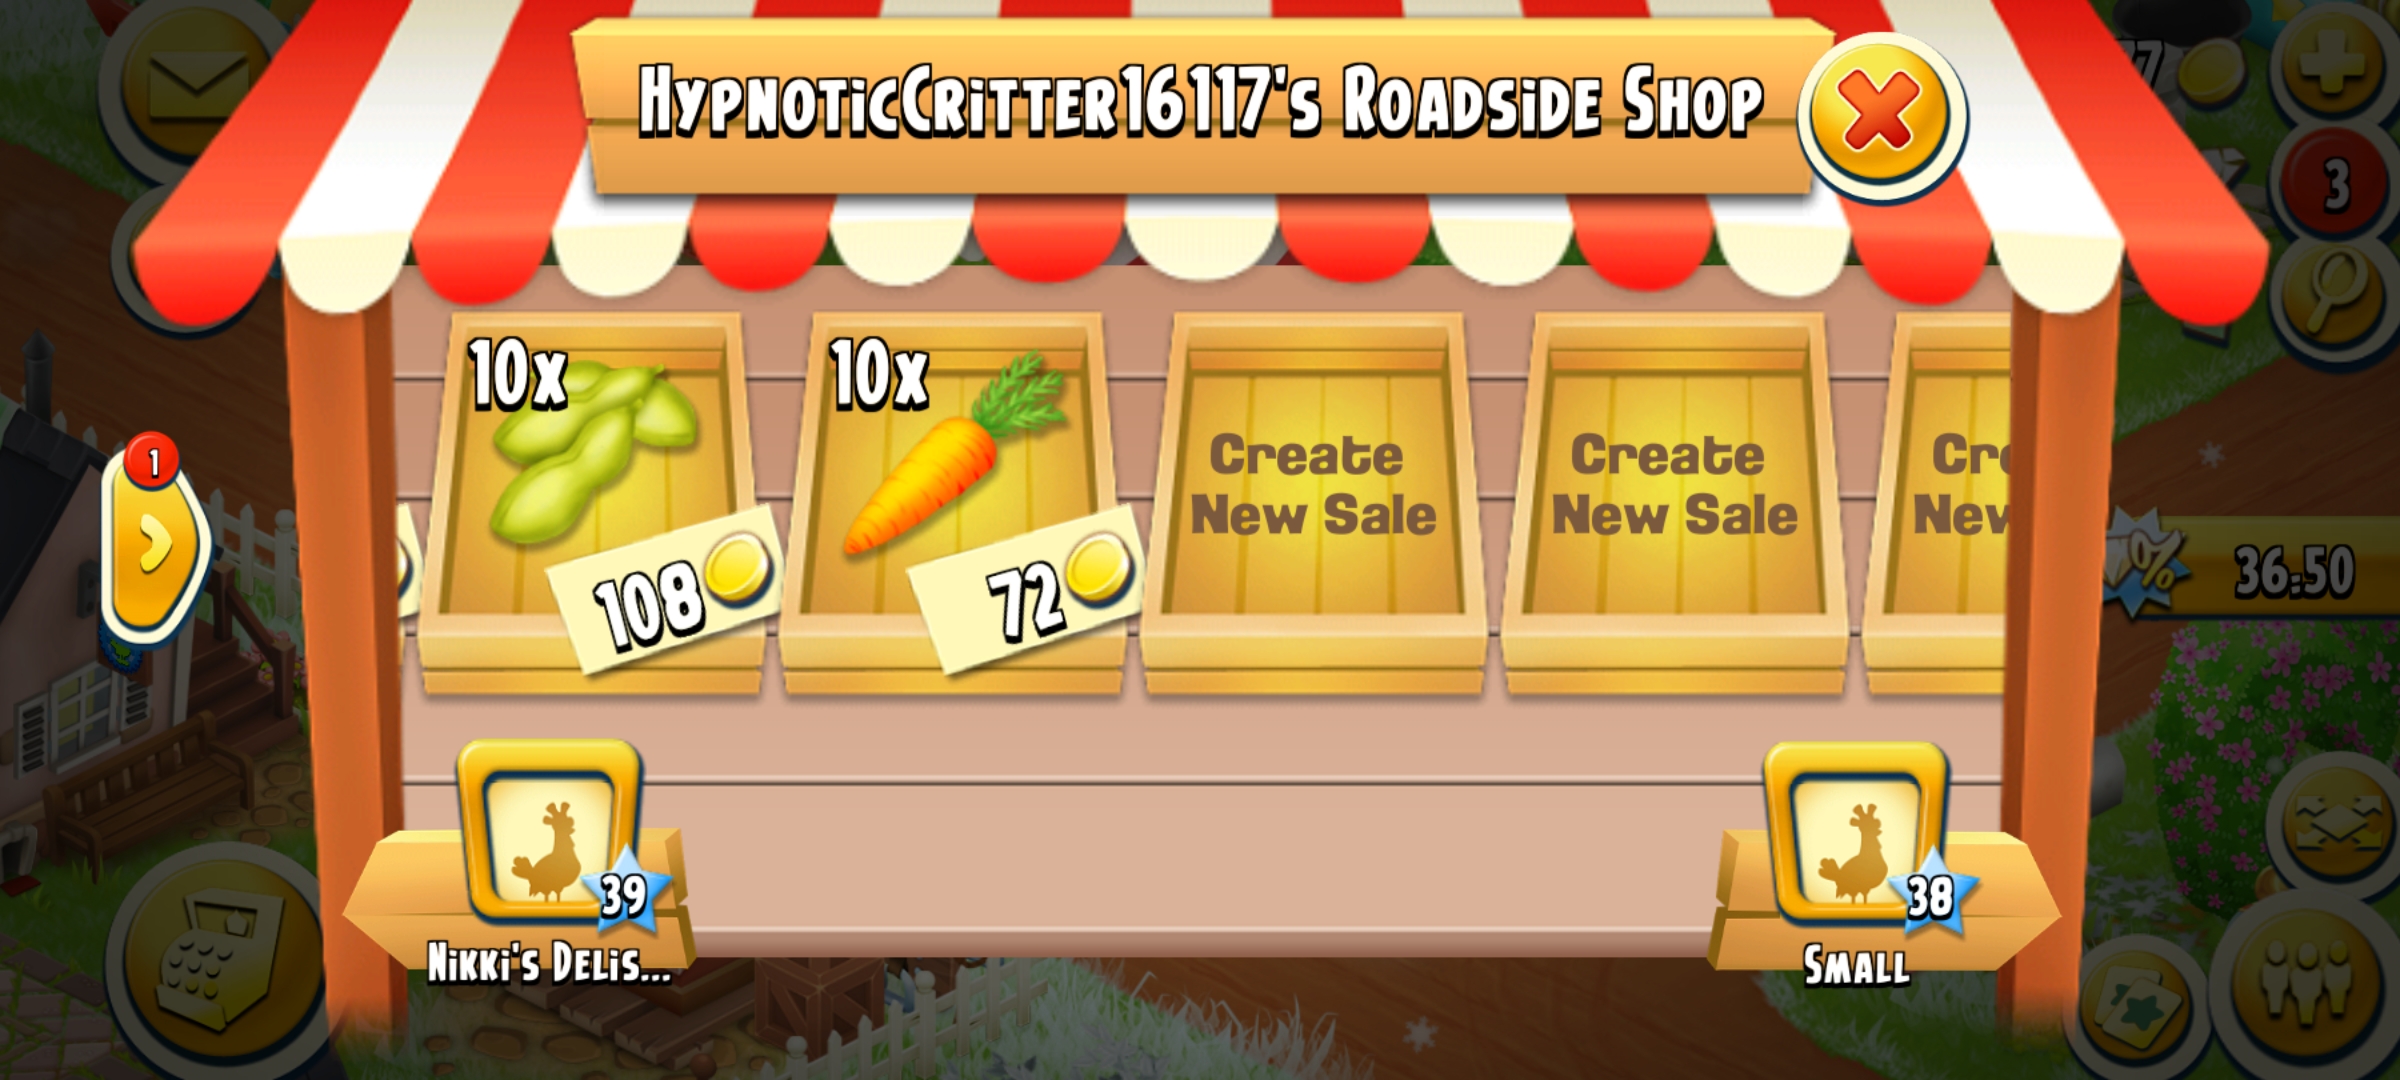 HypnoticCritter16117's Roadside Shop
3
1
10x
108
10x
72
Create
New Sale
Create
New Sale
36:50
39
Nikki's Delis...
38
Small